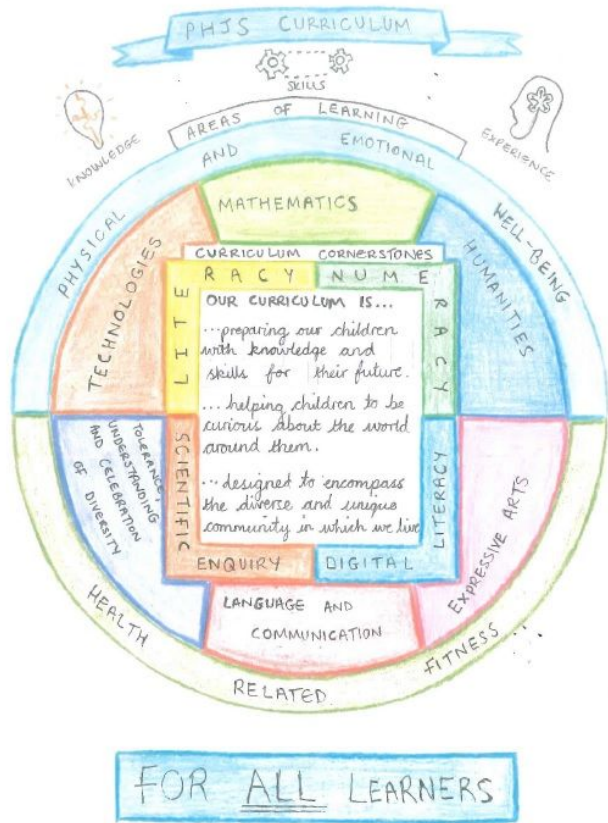 PHJS CURRICULUM
SKILLS
KNOWLEDGE
EXPERIENCE
AREAS OF LEARNING
PHYSICAL AND EMOTIONAL WELL-BEING
MATHEMATICS
TECHNOLOGIES
HUMANITIES
CURRICULUM CORNERSTONES
LITERACY
NUMERACY
OUR CURRICULUM IS...
...preparing our children
with knowledge and
skills for their future.
... helping children to be
curious about the world
around them.
... designed to encompass
the diverse and unique
community in which we live
SCIENTIFIC ENQUIRY
DIGITAL LITERACY
TOLERANCE,
UNDERSTANDING
AND CELEBRATION
OF DIVERSITY
EXPRESSIVE ARTS
LANGUAGE AND
COMMUNICATION
HEALTH RELATED FITNESS
FOR ALL LEARNERS